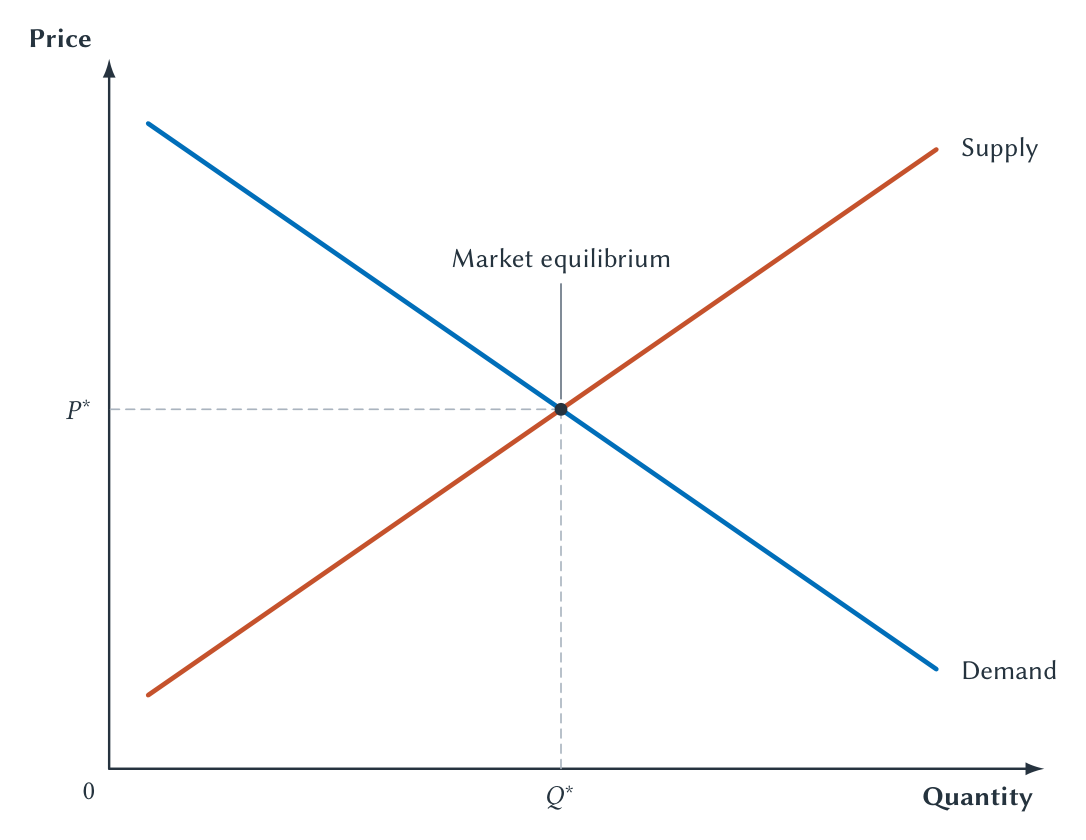 Price
Supply
Market equilibrium
P*
Demand
0
Q*
Quantity